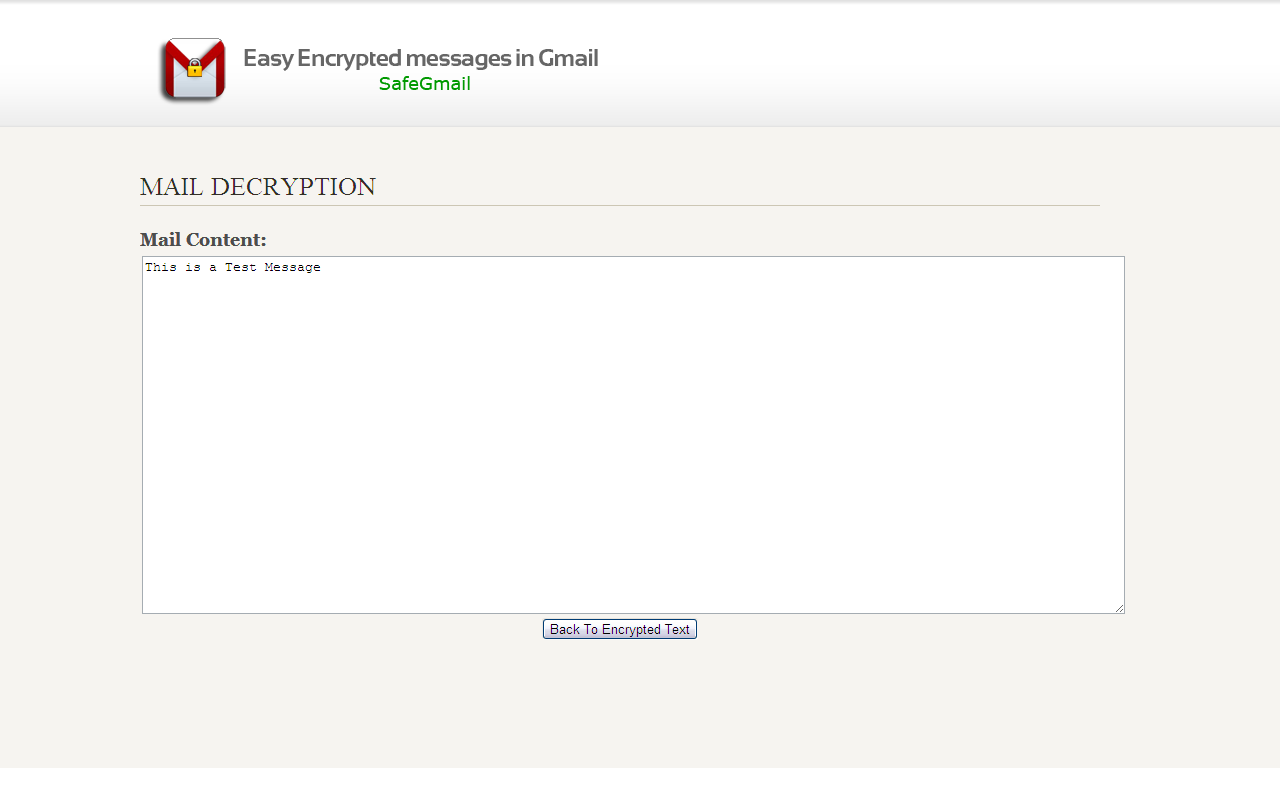 Easy Encrypted messages in Gmail
SafeGmail
MAIL DECRYPTION
Mail Content:
This is a Test Message
Back To Encrypted Text